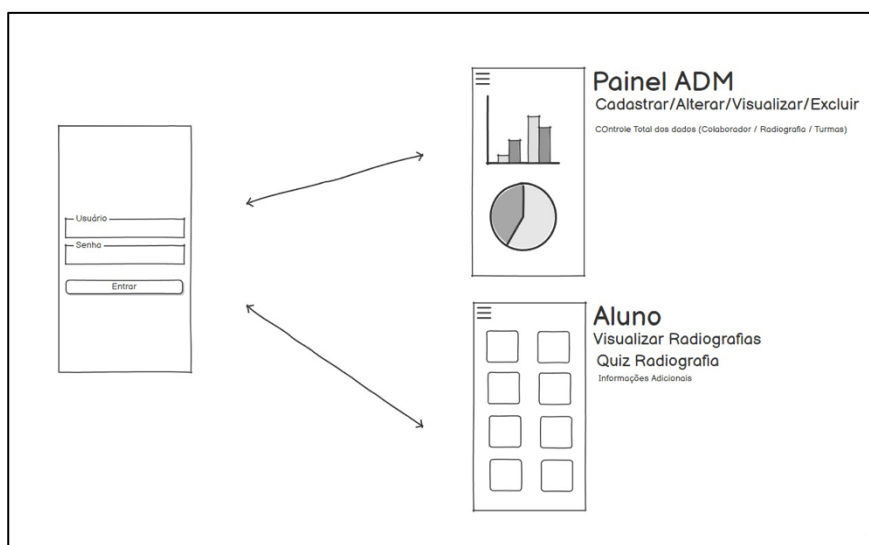 Usuário
Senha
Entrar
Painel ADM
Cadastrar/Alterar/Visualizar/Excluir
COntrole Total dos dados (Colaborador / Radiografia / Turmas)
Aluno
Visualizar Radiografias
Quiz Radiografia
Informações Adicionais